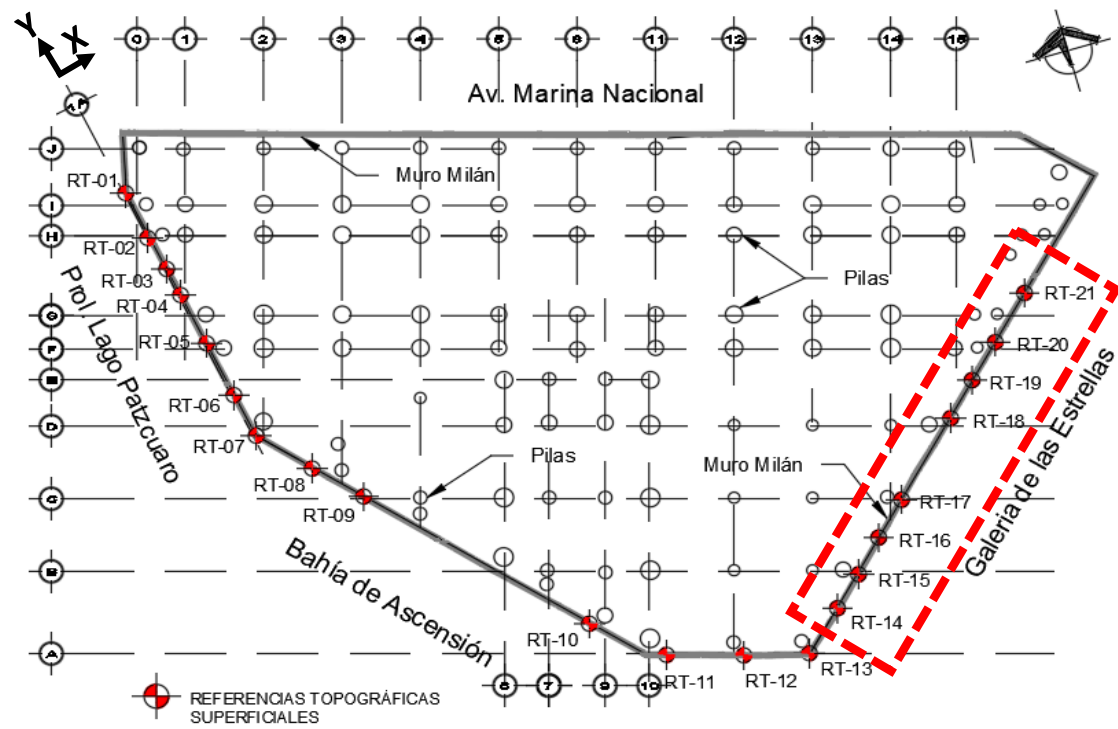 Y
X
0
1
2
3
4
5
11
12
13
14
15
1A
Av. Marina Nacional
J
Muro Milán
RT-01
I
H
RT-02
Pilas
RT-03
RT-21
RT-04
Prol. Lago Patzcuaro
F
RT-05
RT-20
RT-19
RT-06
D
RT-18
RT-07
Pilas
Muro Milán
Galeria de las Estrellas
RT-08
RT-09
RT-17
RT-16
Bahía de Ascensión
B
RT-15
RT-14
RT-10
A
RT-11
RT-12
RT-13
7
9
10
REFERENCIAS TOPOGRÁFICAS
SUPERFICIALES